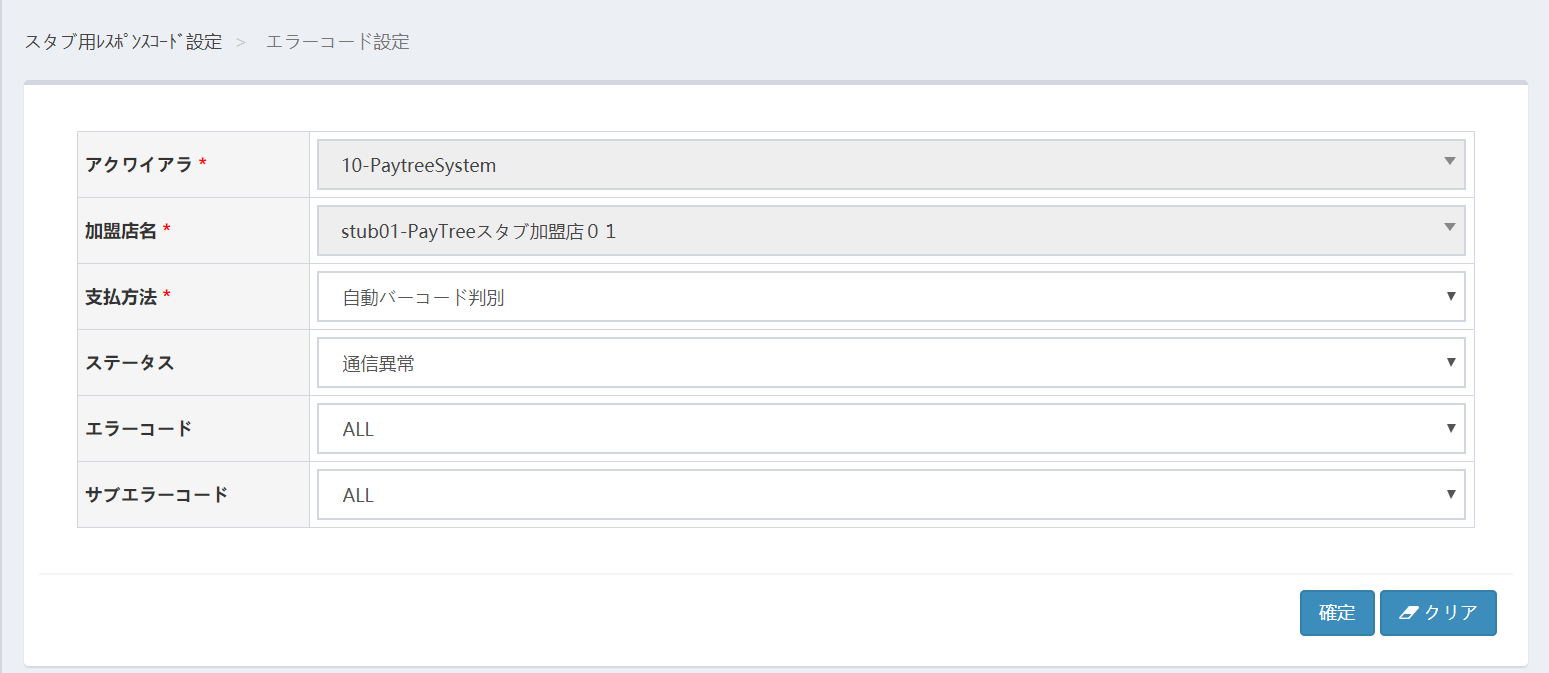 スタブ用ﾚｽﾎﾟﾝｽｺｰﾄﾞ設定 > エラーコード設定
アクワイアラ *
10-PaytreeSystem
加盟店名 *
stub01-PayTreeスタブ加盟店０１
支払方法 *
自動バーコード判別
ステータス
通信異常
エラーコード
ALL
サブエラーコード
ALL
確定
クリア